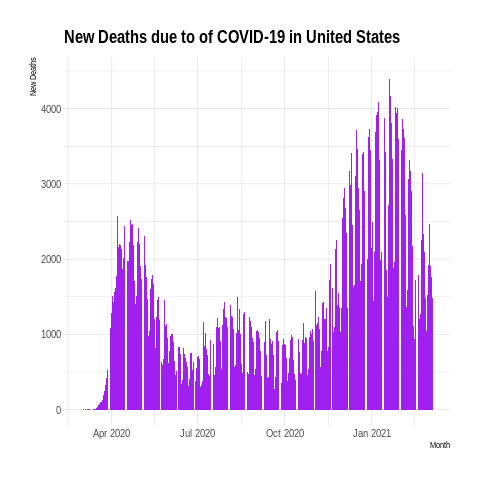 New Deaths due to of COVID-19 in United States
New Deaths
4000
3000
2000
1000
0
Apr 2020 Jul 2020 Oct 2020 Jan 2021
Month